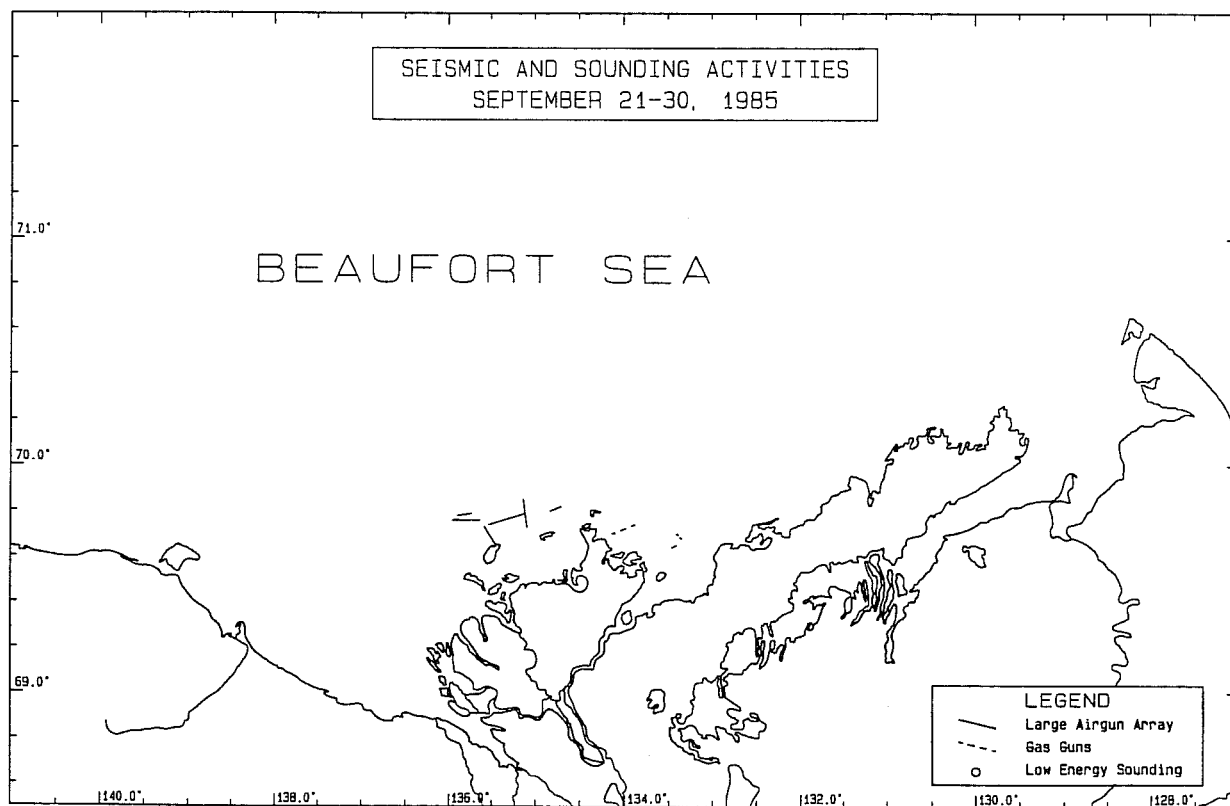 SEISMIC AND SOUNDING ACTIVITIES
SEPTEMBER 21-30, 1985
71.0°
BEAUFORT SEA
70.0°
69.0°
LEGEND
Large Airgun Array
Gas Guns
Low Energy Sounding
140.0° 138.0° 136.0° 134.0° 132.0° 130.0° 128.0°